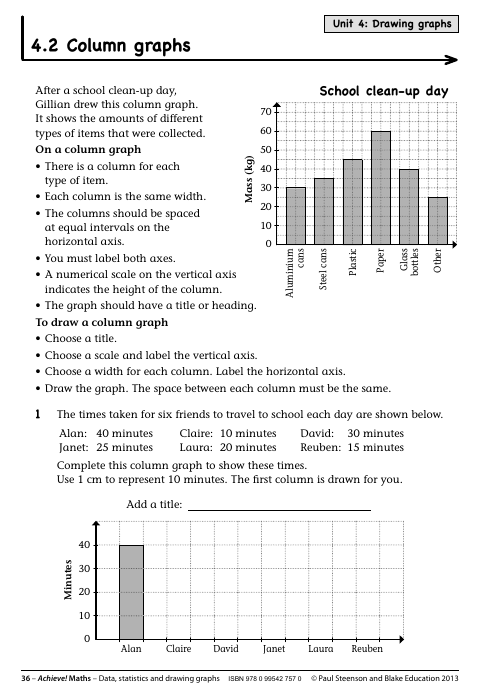 Unit 4: Drawing graphs
4.2 Column graphs
After a school clean-up day,
Gillian drew this column graph.
It shows the amounts of different
types of items that were collected.
On a column graph
• There is a column for each
type of item.
• Each column is the same width.
• The columns should be spaced
at equal intervals on the
horizontal axis.
• You must label both axes.
• A numerical scale on the vertical axis
indicates the height of the column.
• The graph should have a title or heading.
School clean-up day
Mass (kg)
70
60
50
40
30
20
10
0
Aluminium
cans
Steel cans
Plastic
Paper
Glass
bottles
Other
To draw a column graph
• Choose a title.
• Choose a scale and label the vertical axis.
• Choose a width for each column. Label the horizontal axis.
• Draw the graph. The space between each column must be the same.
1 The times taken for six friends to travel to school each day are shown below.
Alan: 40 minutes Claire: 10 minutes David: 30 minutes
Janet: 25 minutes Laura: 20 minutes Reuben: 15 minutes
Complete this column graph to show these times.
Use 1 cm to represent 10 minutes. The first column is drawn for you.
Add a title:
Minutes
40
30
20
10
0
Alan Claire David Janet Laura Reuben
36 – Achieve! Maths – Data, statistics and drawing graphs ISBN 978 0 99542 757 0 © Paul Steenson and Blake Education 2013